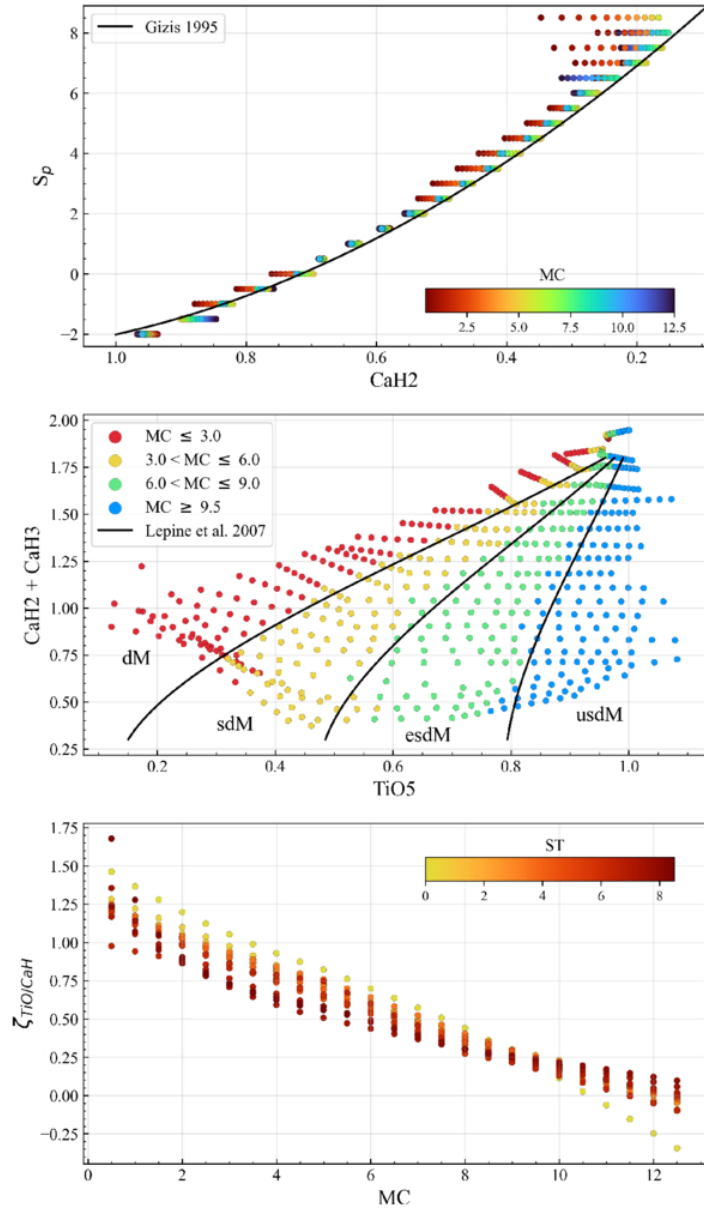 Gizis 1995
8
6
4
2
0
−2
Sp
MC
2.5 5.0 7.5 10.0 12.5
1.0 0.8 0.6 0.4 0.2
CaH2
2.00
1.75
1.50
1.25
1.00
0.75
0.50
0.25
CaH2 + CaH3
MC ≤ 3.0
3.0 < MC ≤ 6.0
6.0 < MC ≤ 9.0
MC ≥ 9.5
Lepine et al. 2007
dM
sdM
esdM
usdM
0.2 0.4 0.6 0.8 1.0
TiO5
1.75
1.50
1.25
1.00
0.75
0.50
0.25
0.00
−0.25
ζTiO/CaH
ST
0 2 4 6 8
0 2 4 6 8 10 12
MC